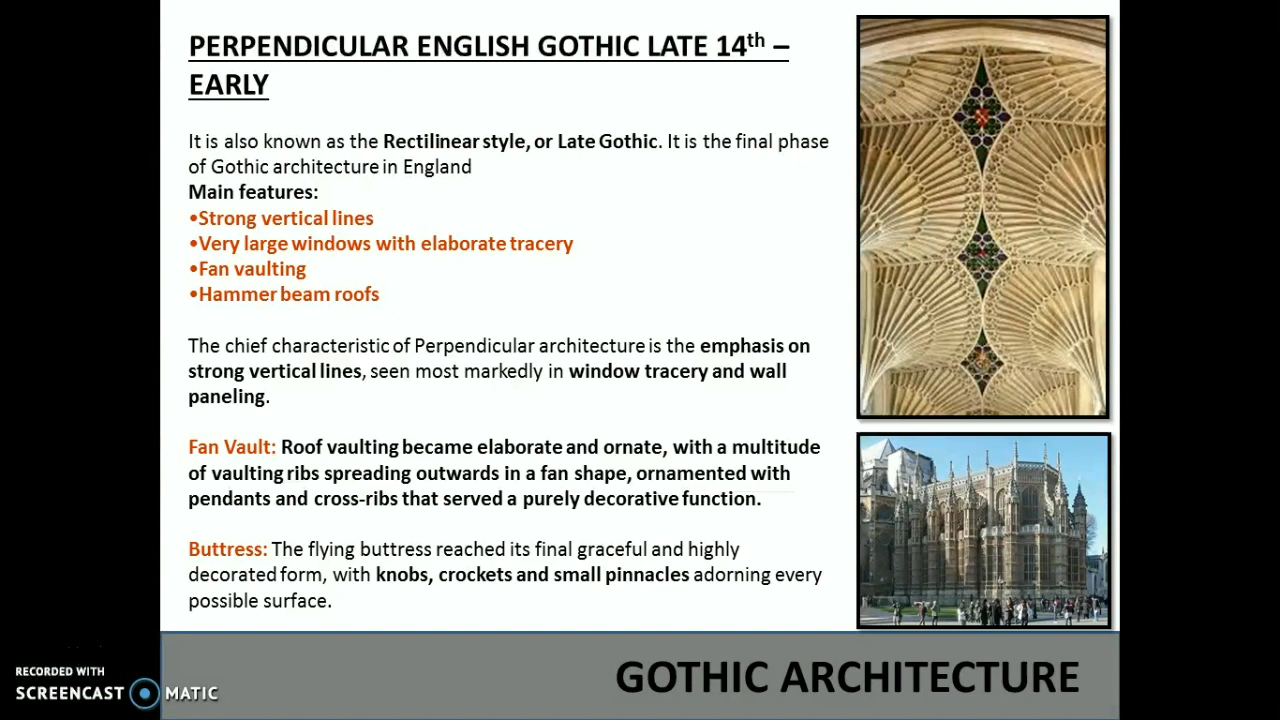 PERPENDICULAR ENGLISH GOTHIC LATE 14th –
EARLY
It is also known as the Rectilinear style, or Late Gothic. It is the final phase
of Gothic architecture in England
Main features:
•Strong vertical lines
•Very large windows with elaborate tracery
•Fan vaulting
•Hammer beam roofs
The chief characteristic of Perpendicular architecture is the emphasis on
strong vertical lines, seen most markedly in window tracery and wall
paneling.
Fan Vault: Roof vaulting became elaborate and ornate, with a multitude
of vaulting ribs spreading outwards in a fan shape, ornamented with
pendants and cross-ribs that served a purely decorative function.
Buttress: The flying buttress reached its final graceful and highly
decorated form, with knobs, crockets and small pinnacles adorning every
possible surface.
GOTHIC ARCHITECTURE
RECORDED WITH
SCREENCAST MATIC